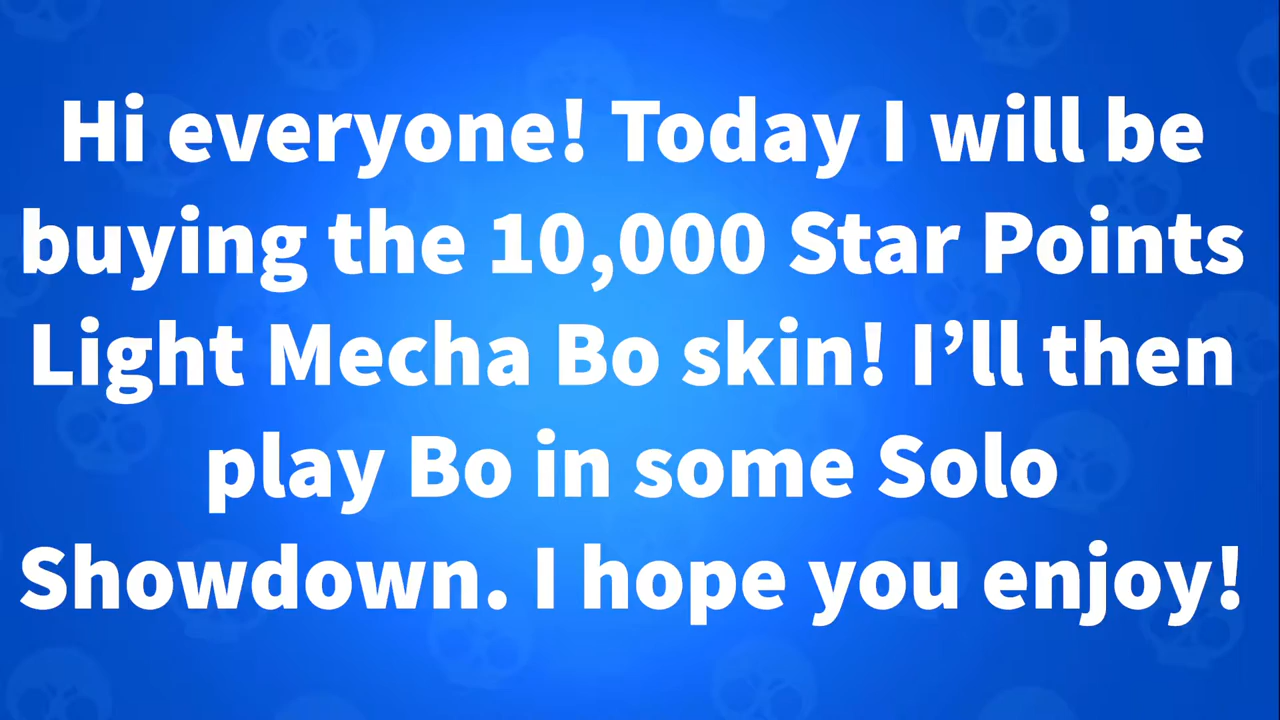 Hi everyone! Today I will be
buying the 10,000 Star Points
Light Mecha Bo skin! I’ll then
play Bo in some Solo
Showdown. I hope you enjoy!